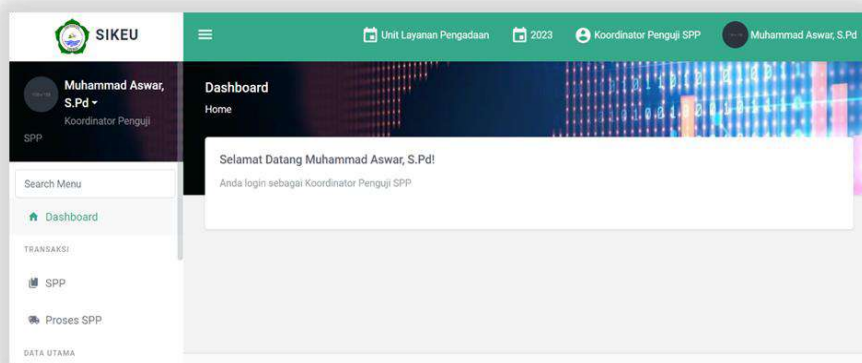 SIKEU
Unit Layanan Pengadaan
2023
Koordinator Penguji SPP
Muhammad Aswar, S.Pd
Muhammad Aswar,
S.Pd
Koordinator Penguji
SPP
Dashboard
Home
Selamat Datang Muhammad Aswar, S.Pd!
Anda login sebagai Koordinator Penguji SPP
Search Menu
Dashboard
TRANSAKSI
SPP
Proses SPP
DATA UTAMA